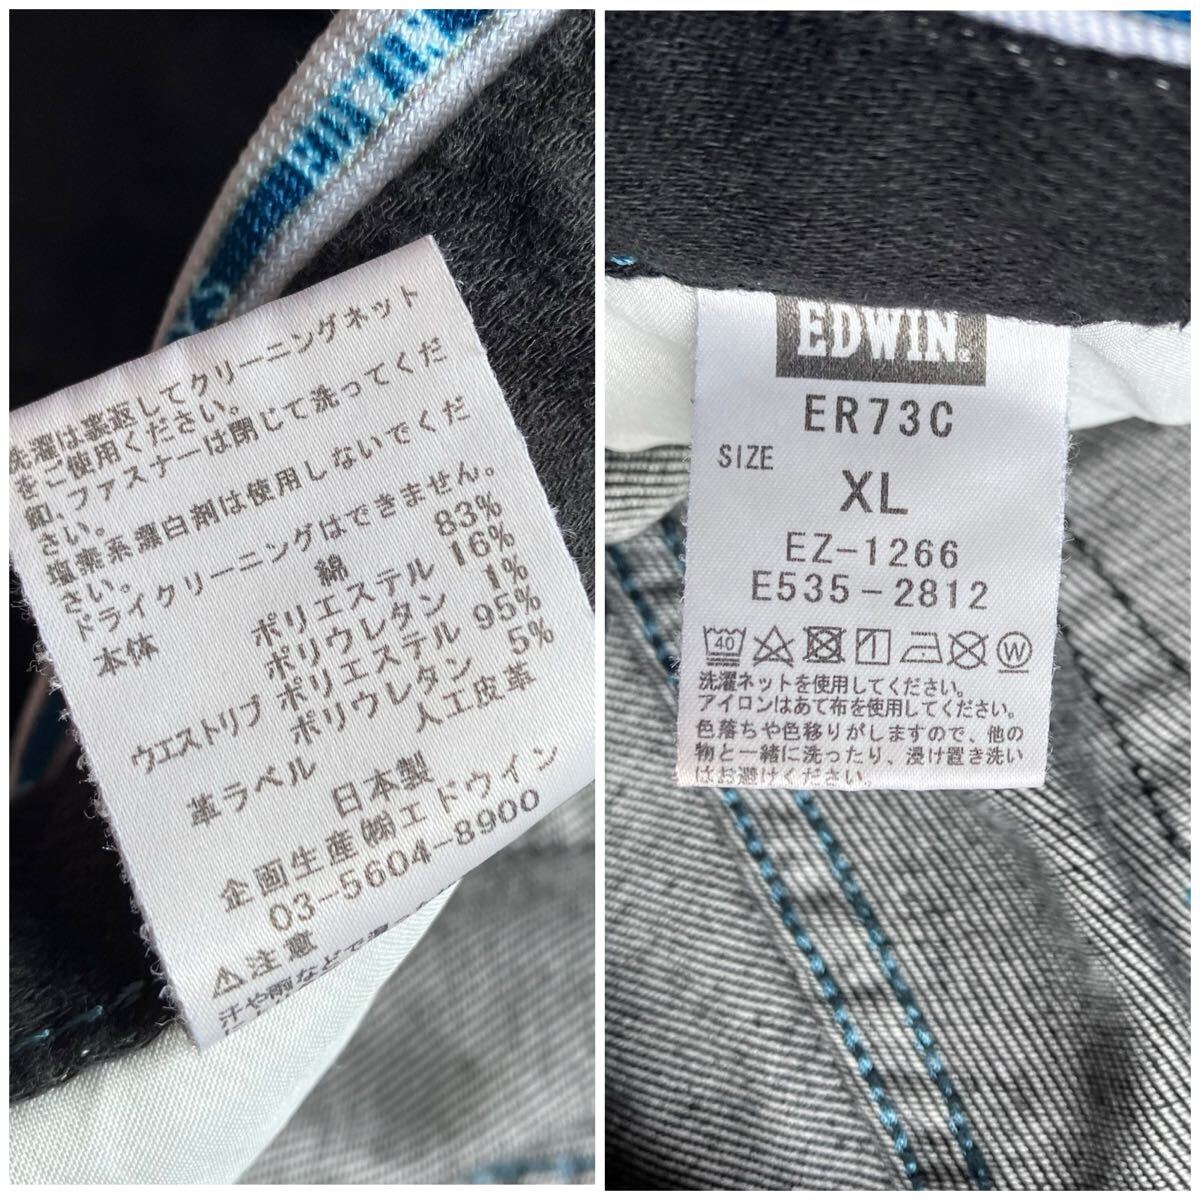 洗濯は裏返してクリーニングネット
をご使用ください。
卸、ファスナーは閉じて洗ってくだ
さい。
塩素系漂白剤は使用しないでくだ
さい。
ドライクリーニングはできません。
本体 綿 83%
ポリエステル 16%
ポリウレタン 1%
ウエストリブ ポリエステル 95%
ポリウレタン 5%
革ラベル 人工皮革
日本製
企画生産㈱エドウイン
03-5604-8900
⚠注意
汗や雨などで湿っ
EDWIN.
ER73C
SIZE
XL
EZ-1266
E535-2812
40 W
洗濯ネットを使用してください。
アイロンはあて布を使用してください。
色落ちや色移りがしますので、他の
物と一緒に洗ったり、浸け置き洗い
はお避けください。